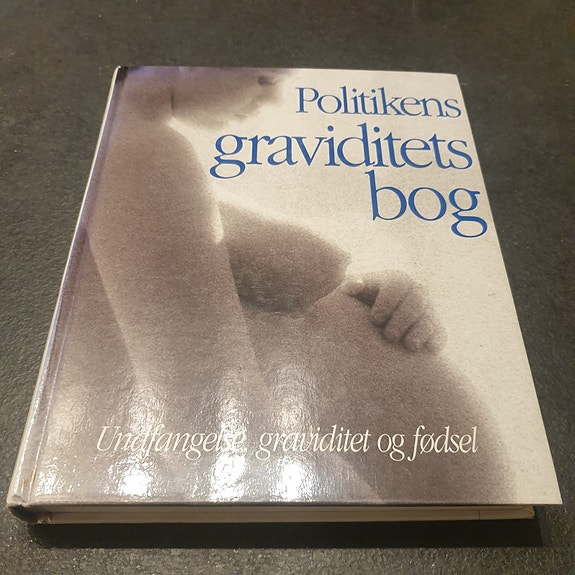 Politikens
graviditets
bog
Undfangelse, graviditet og fødsel